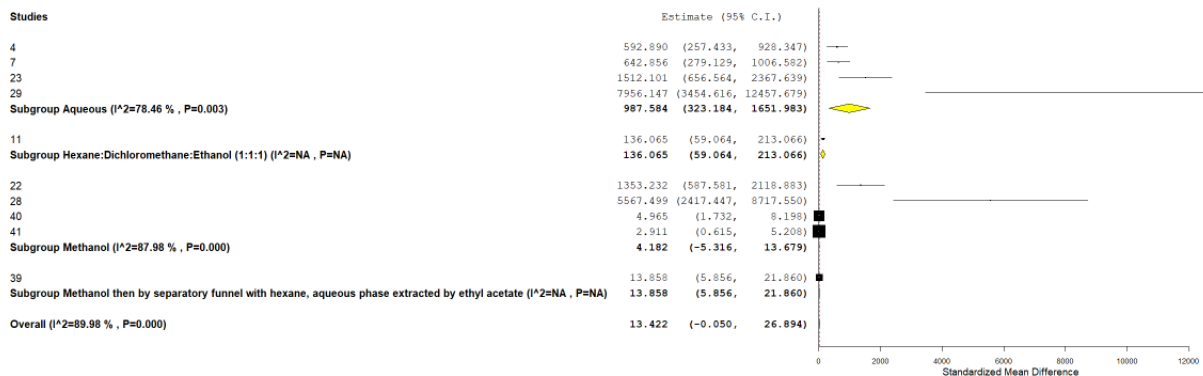 Studies Estimate (95% C.I.)
4 592.890 (257.433, 928.347)
7 642.856 (279.129, 1006.582)
23 1512.101 (656.564, 2367.639)
29 7956.147 (3454.616, 12457.679)
Subgroup Aqueous (I^2=78.46 % , P=0.003) 987.584 (323.184, 1651.983)
11 136.065 (59.064, 213.066)
Subgroup Hexane:Dichloromethane:Ethanol (1:1:1) (I^2=NA , P=NA) 136.065 (59.064, 213.066)
22 1353.232 (587.581, 2118.883)
28 5567.499 (2417.447, 8717.550)
40 4.965 (1.732, 8.198)
41 2.911 (0.615, 5.208)
Subgroup Methanol (I^2=87.98 % , P=0.000) 4.182 (-5.316, 13.679)
39 13.858 (5.856, 21.860)
Subgroup Methanol then by separatory funnel with hexane, aqueous phase extracted by ethyl acetate (I^2=NA , P=NA) 13.858 (5.856, 21.860)
Overall (I^2=89.98 % , P=0.000) 13.422 (-0.050, 26.894)
0 2000 4000 6000 8000 10000 12000
Standardized Mean Difference